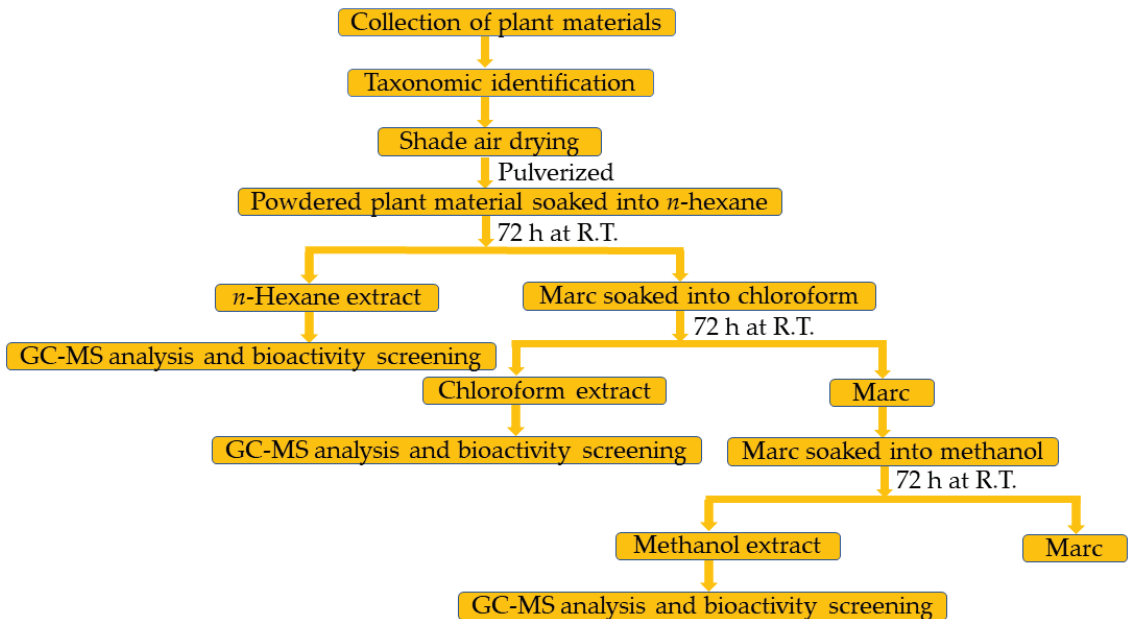 Collection of plant materials
Taxonomic identification
Shade air drying
Pulverized
Powdered plant material soaked into n-hexane
72 h at R.T.
n-Hexane extract
Marc soaked into chloroform
72 h at R.T.
GC-MS analysis and bioactivity screening
Chloroform extract
Marc
GC-MS analysis and bioactivity screening
Marc soaked into methanol
72 h at R.T.
Methanol extract
Marc
GC-MS analysis and bioactivity screening